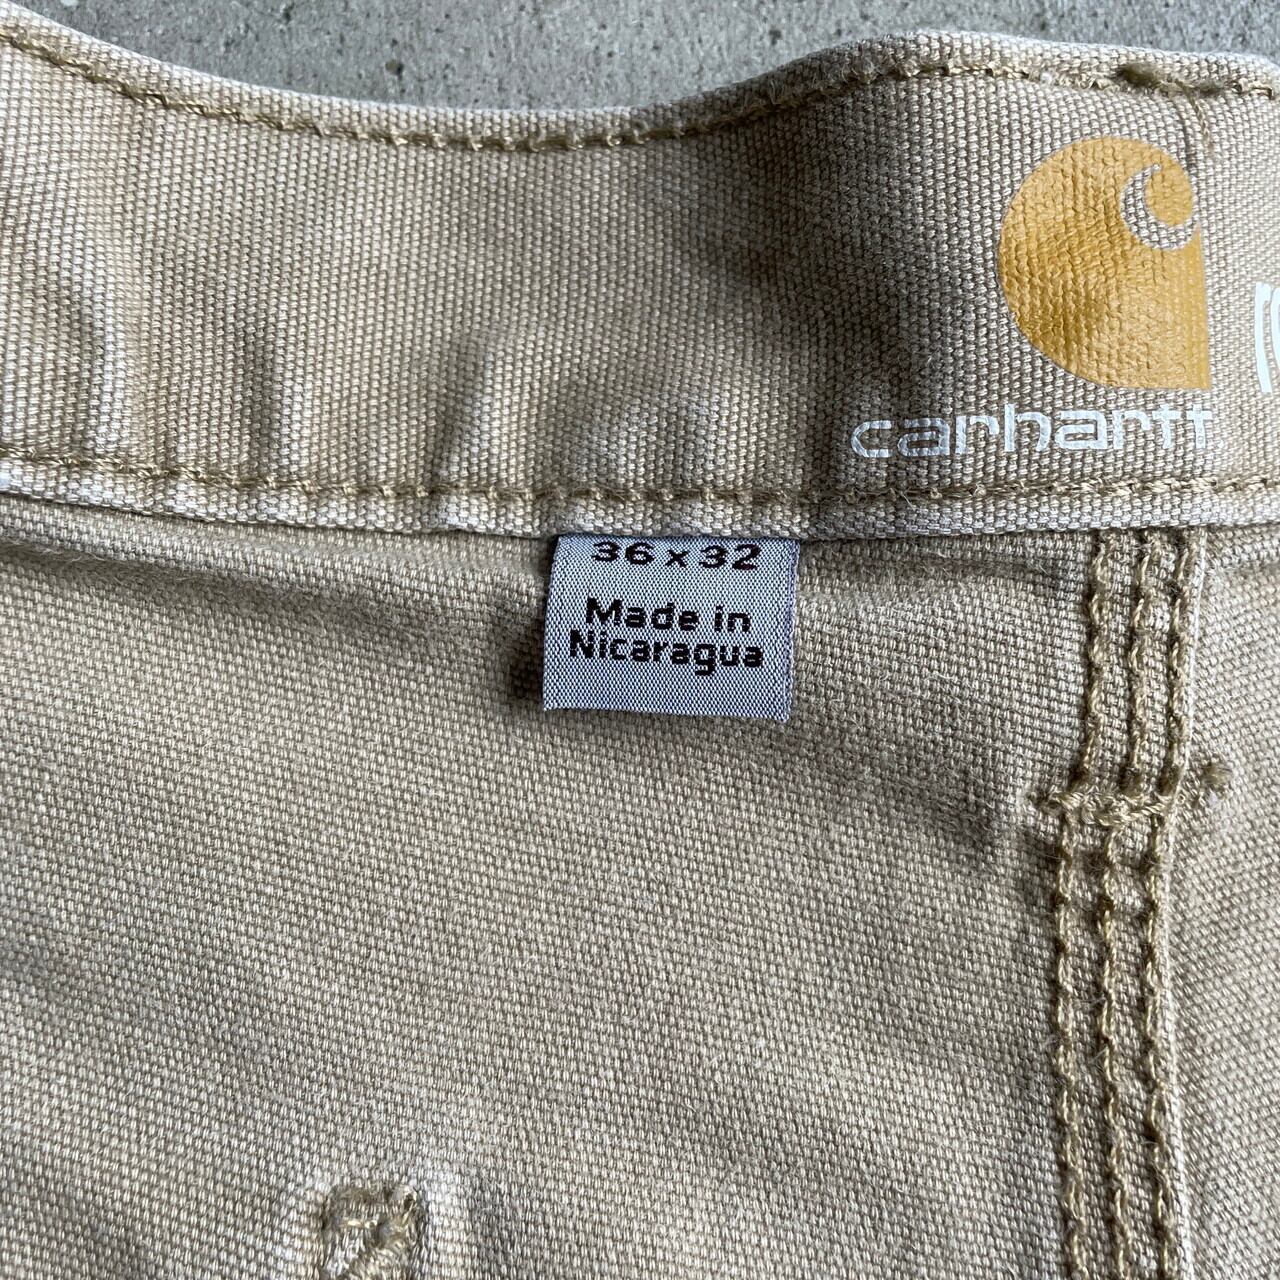 carhartt
36 x 32
Made in
Nicaragua